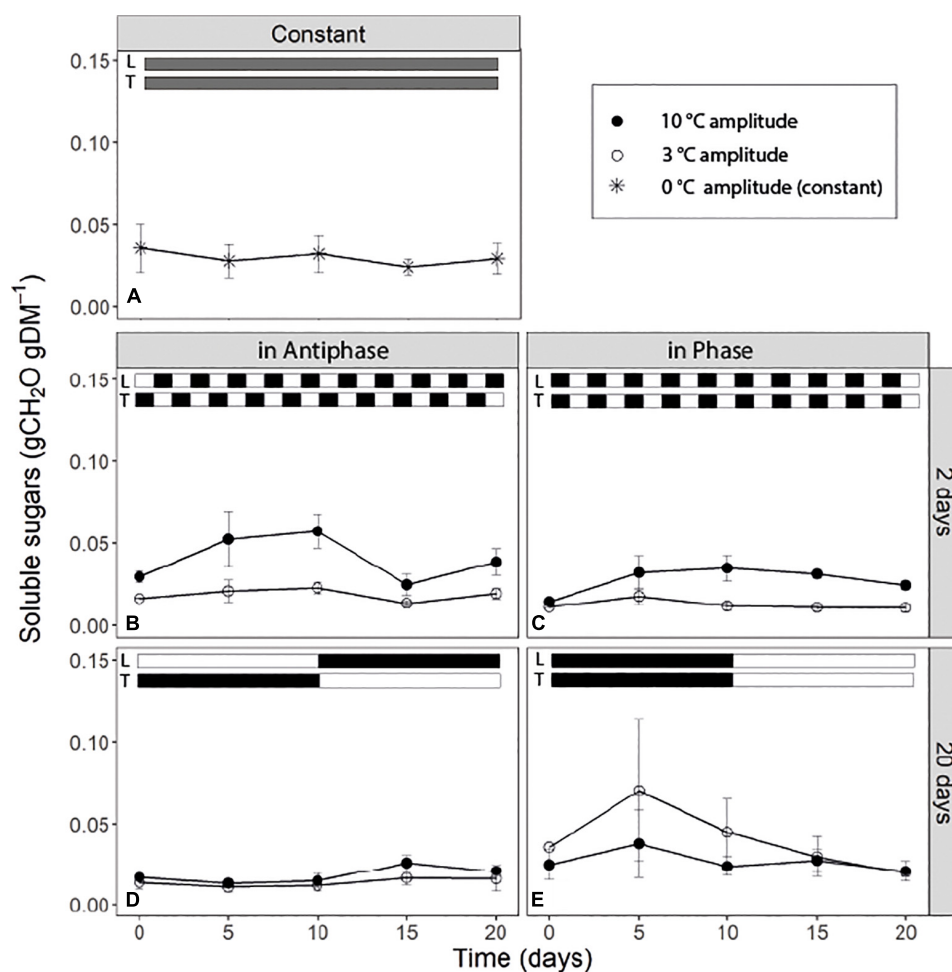 Constant
0.15
L
T
0.10
0.05
0.00
A
10 °C amplitude
3 °C amplitude
0 °C amplitude (constant)
Soluble sugars (gCH₂O gDM⁻¹)
in Antiphase
in Phase
0.15
L
T
0.10
0.05
0.00
B
L
T
C
2 days
0.15
L
T
0.10
0.05
0.00
D
L
T
E
20 days
0 5 10 15 20
0 5 10 15 20
Time (days)